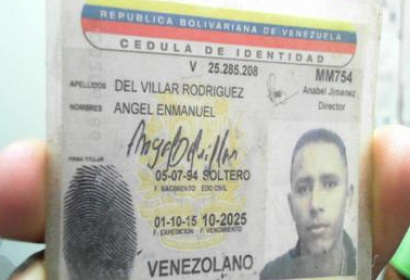 REPUBLICA BOLIVARIANA DE VENEZUELA
CEDULA DE IDENTIDAD
V 25.285.208
MM754
Anabel Jimenez
Director
APELLIDOS DEL VILLAR RODRIGUEZ
NOMBRES ANGEL ENMANUEL
FIRMA TITULAR
05-07-94 SOLTERO
F. NACIMIENTO EDO CIVIL
01-10-15 10-2025
F. EXPEDICION F. VENCIMIENTO
VENEZOLANO